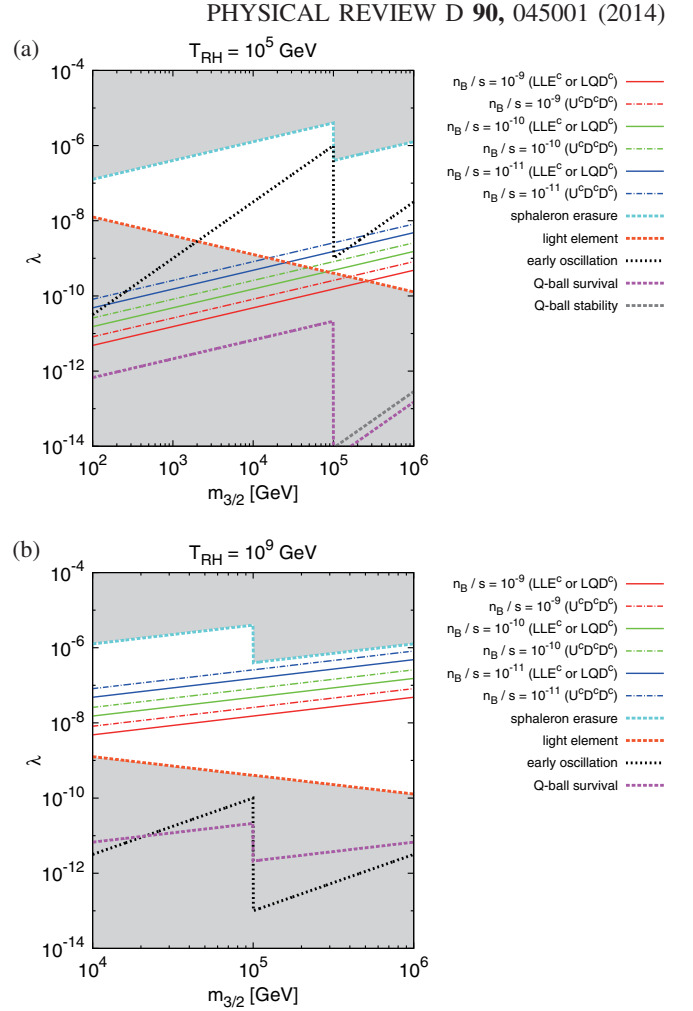 PHYSICAL REVIEW D 90, 045001 (2014)
(a)
T_RH = 10^5 GeV
10^-4
10^-6
10^-8
10^-10
10^-12
10^-14
λ
10^2 10^3 10^4 10^5 10^6
m_3/2 [GeV]
n_B / s = 10^-9 (LLE^c or LQD^c)
n_B / s = 10^-9 (U^cD^cD^c)
n_B / s = 10^-10 (LLE^c or LQD^c)
n_B / s = 10^-10 (U^cD^cD^c)
n_B / s = 10^-11 (LLE^c or LQD^c)
n_B / s = 10^-11 (U^cD^cD^c)
sphaleron erasure
light element
early oscillation
Q-ball survival
Q-ball stability
(b)
T_RH = 10^9 GeV
10^-4
10^-6
10^-8
10^-10
10^-12
10^-14
λ
10^4 10^5 10^6
m_3/2 [GeV]
n_B / s = 10^-9 (LLE^c or LQD^c)
n_B / s = 10^-9 (U^cD^cD^c)
n_B / s = 10^-10 (LLE^c or LQD^c)
n_B / s = 10^-10 (U^cD^cD^c)
n_B / s = 10^-11 (LLE^c or LQD^c)
n_B / s = 10^-11 (U^cD^cD^c)
sphaleron erasure
light element
early oscillation
Q-ball survival